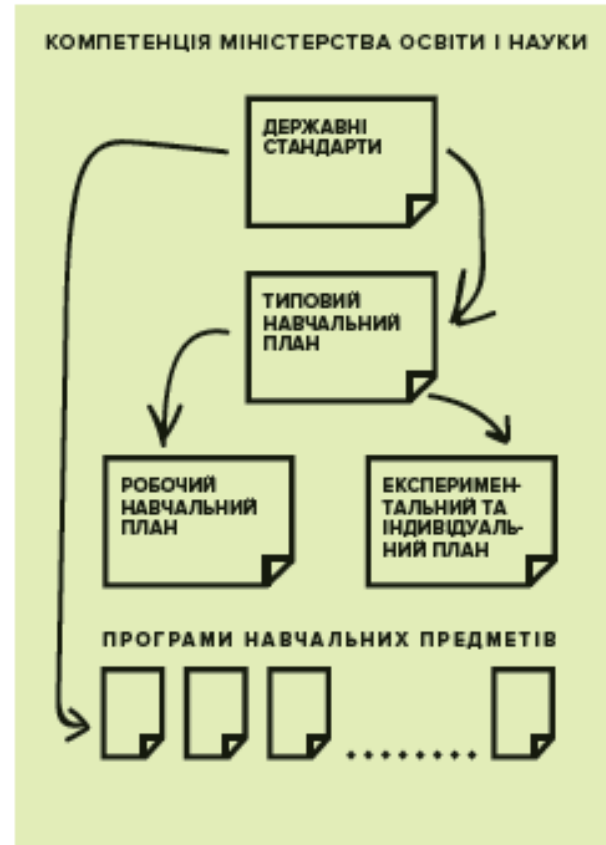 КОМПЕТЕНЦІЯ МІНІСТЕРСТВА ОСВІТИ І НАУКИ
ДЕРЖАВНІ
СТАНДАРТИ
ТИПОВИЙ
НАВЧАЛЬНИЙ
ПЛАН
РОБОЧИЙ
НАВЧАЛЬНИЙ
ПЛАН
ЕКСПЕРИМЕН-
ТАЛЬНИЙ ТА
ІНДИВІДУАЛЬ-
НИЙ ПЛАН
ПРОГРАМИ НАВЧАЛЬНИХ ПРЕДМЕТІВ